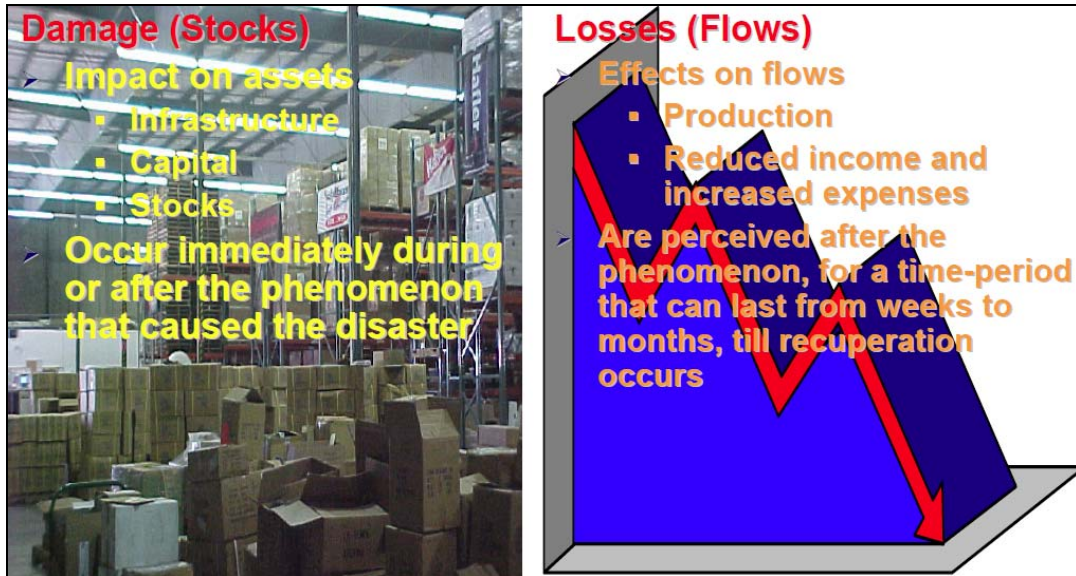 Damage (Stocks)
➤ Impact on assets
▪ Infrastructure
▪ Capital
▪ Stocks
➤ Occur immediately during
or after the phenomenon
that caused the disaster
Losses (Flows)
➤ Effects on flows
▪ Production
▪ Reduced income and
increased expenses
➤ Are perceived after the
phenomenon, for a time-period
that can last from weeks to
months, till recuperation
occurs